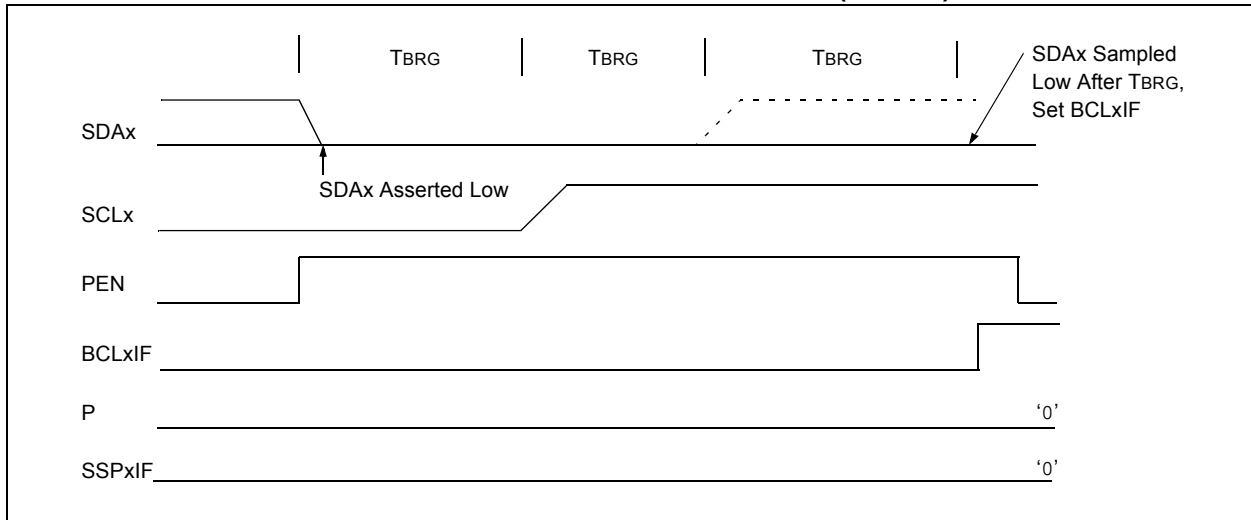 TBRG
TBRG
TBRG
SDAx Sampled
Low After TBRG,
Set BCLxIF
SDAx
SDAx Asserted Low
SCLx
PEN
BCLxIF
P
‘0’
SSPxIF
‘0’